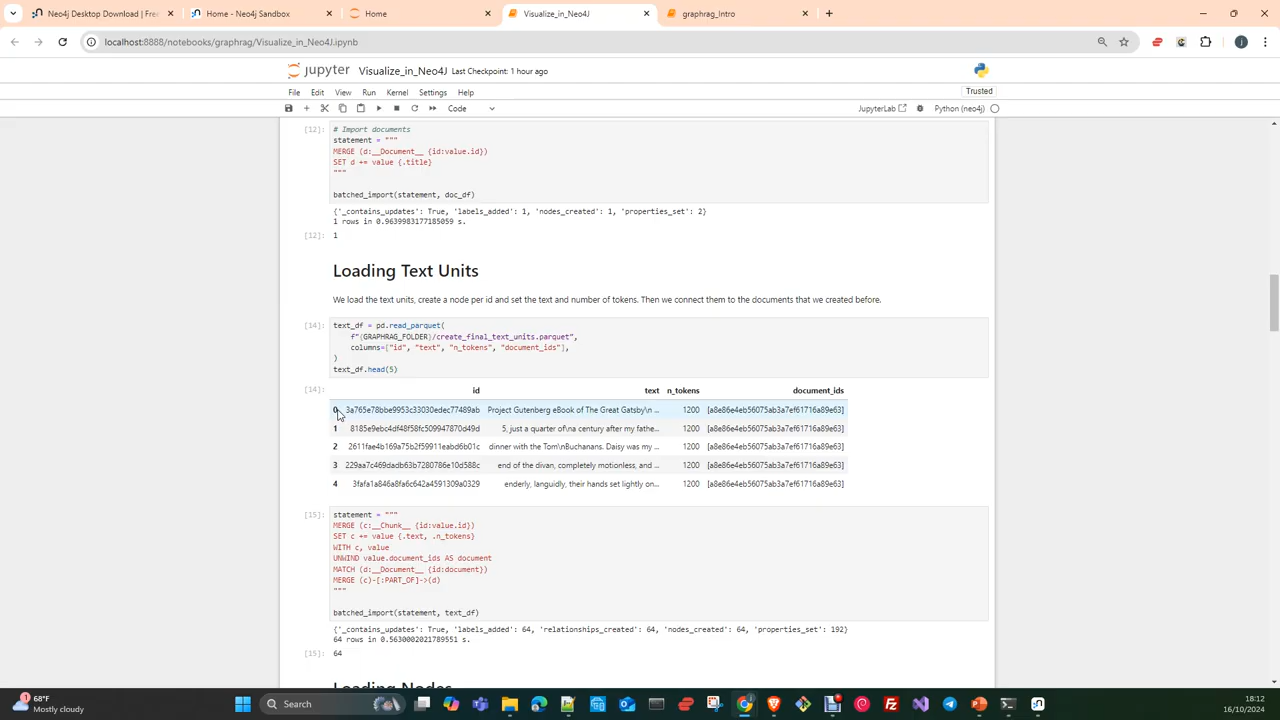 Neo4j Desktop Download | Free
Home - Neo4j Sandbox
Home
Visualize_in_Neo4J
graphrag_Intro
localhost:8888/notebooks/graphrag/Visualize_in_Neo4J.ipynb
jupyter Visualize_in_Neo4J Last Checkpoint: 1 hour ago
File Edit View Run Kernel Settings Help
Trusted
Code
JupyterLab
Python (neo4j)
[12]: # Import documents
statement = """
MERGE (d:__Document__ {id:value.id})
SET d += value {.title}
"""
batched_import(statement, doc_df)
{'_contains_updates': True, 'labels_added': 1, 'nodes_created': 1, 'properties_set': 2}
1 rows in 0.9639983177185059 s.
[12]: 1
Loading Text Units
We load the text units, create a node per id and set the text and number of tokens. Then we connect them to the documents that we created before.
[14]: text_df = pd.read_parquet(
f"{GRAPHRAG_FOLDER}/create_final_text_units.parquet",
columns=["id", "text", "n_tokens", "document_ids"],
)
text_df.head(5)
[14]: id text n_tokens document_ids
0 3a765e78bbe9953c33030edec77489ab Project Gutenberg eBook of The Great Gatsby\n ... 1200 [a8e86e4eb56075ab3a7ef61716a89e63]
1 8185e9ebc4df48f58fc509947870d49d 5, just a quarter of\na century after my fathe... 1200 [a8e86e4eb56075ab3a7ef61716a89e63]
2 2611fae4b169a75b2f59911eabd6b01c dinner with the Tom\nBuchanans. Daisy was my ... 1200 [a8e86e4eb56075ab3a7ef61716a89e63]
3 229aa7c469dadb63b7280786e10d588c end of the divan, completely motionless, and ... 1200 [a8e86e4eb56075ab3a7ef61716a89e63]
4 3fafa1a846a8fa6c642a4591309a0329 enderly, languidly, their hands set lightly on... 1200 [a8e86e4eb56075ab3a7ef61716a89e63]
[15]: statement = """
MERGE (c:__Chunk__ {id:value.id})
SET c += value {.text, .n_tokens}
WITH c, value
UNWIND value.document_ids AS document
MATCH (d:__Document__ {id:document})
MERGE (c)-[:PART_OF]->(d)
"""
batched_import(statement, text_df)
{'_contains_updates': True, 'labels_added': 64, 'relationships_created': 64, 'nodes_created': 64, 'properties_set': 192}
64 rows in 0.5630002021789551 s.
[15]: 64
Loading Nodes
68°F
Mostly cloudy
Search
18:12
16/10/2024